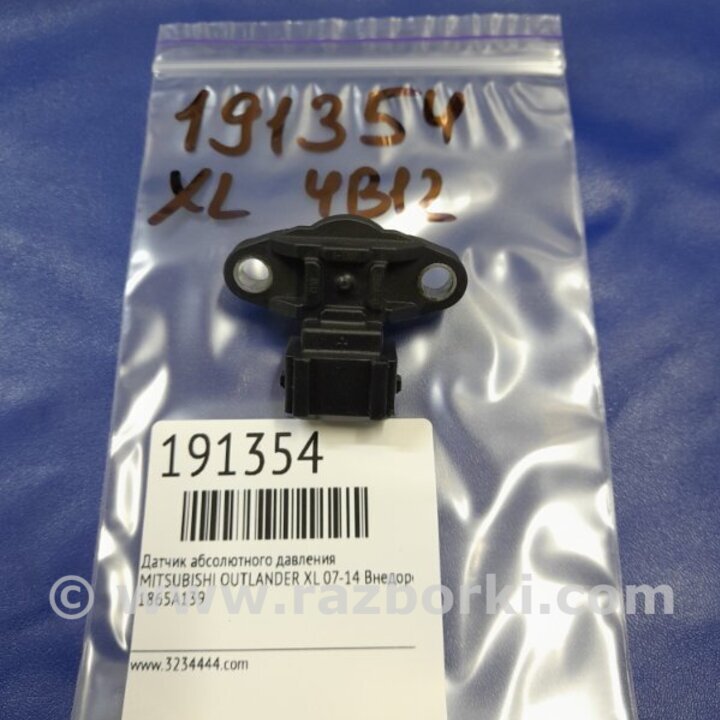 191354
XL 4B12
191354
Датчик абсолютного давления
MITSUBISHI OUTLANDER XL 07-14 Внедор
1865A139
© www.razborki.com
www.3234444.com